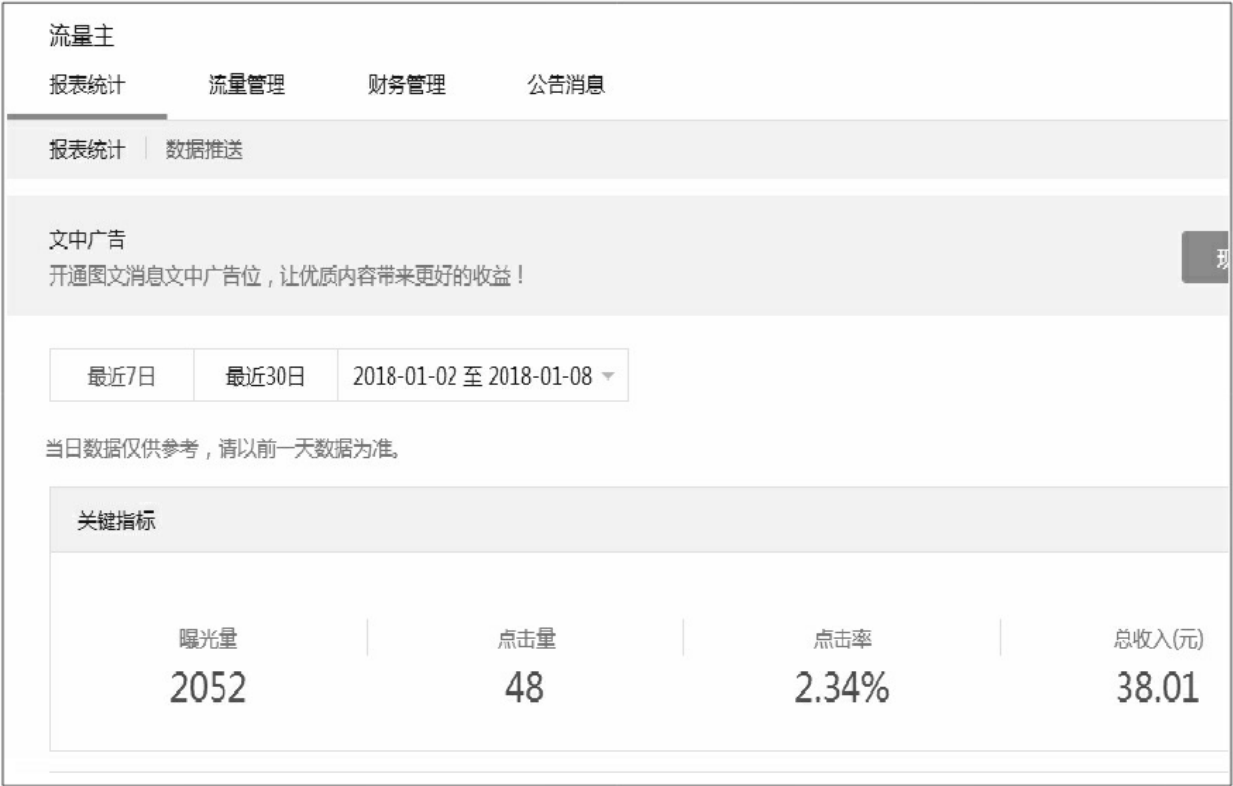 流量主
报表统计 流量管理 财务管理 公告消息
报表统计 数据推送
文中广告
开通图文消息文中广告位，让优质内容带来更好的收益！
最近7日 最近30日 2018-01-02 至 2018-01-08
当日数据仅供参考，请以前一天数据为准。
关键指标
曝光量 点击量 点击率 总收入(元)
2052 48 2.34% 38.01